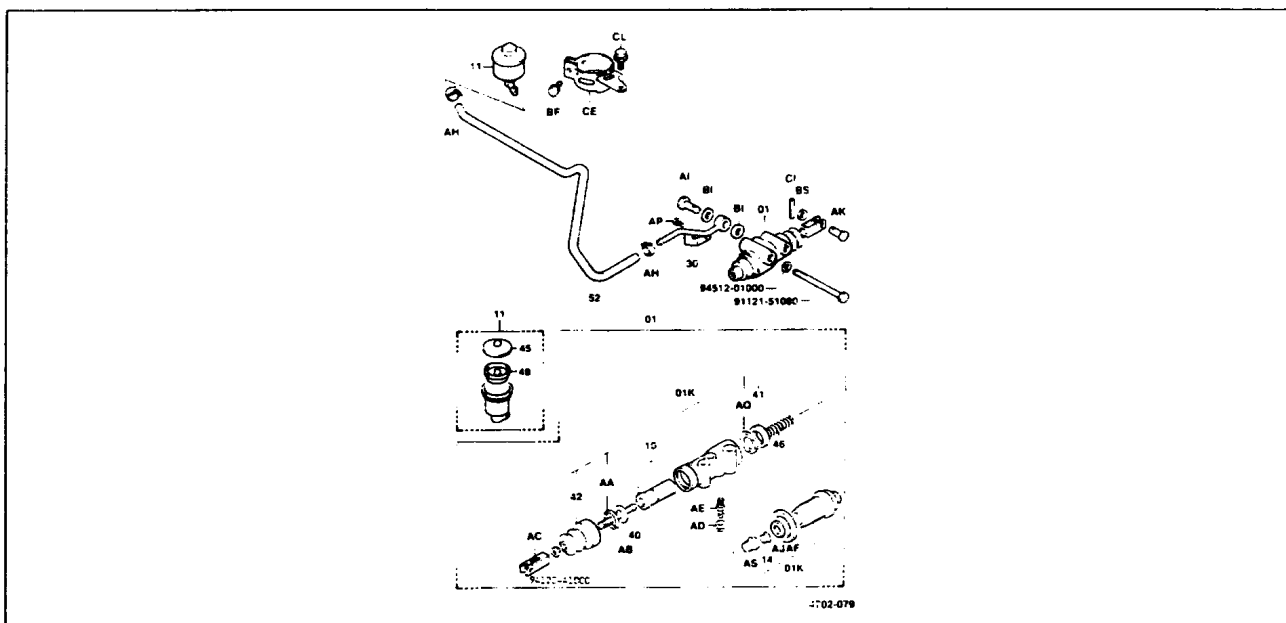 CL
11
BF
CE
AH
AI
BI
CI
BS
BI
01
AK
AP
30
AH
94512-01000
52
91121-51080
11
01
45
48
01K
41
AQ
15
46
AA
42
AE
AD
AC
40
AB
AJ
AF
AS
14
01K
4702-079